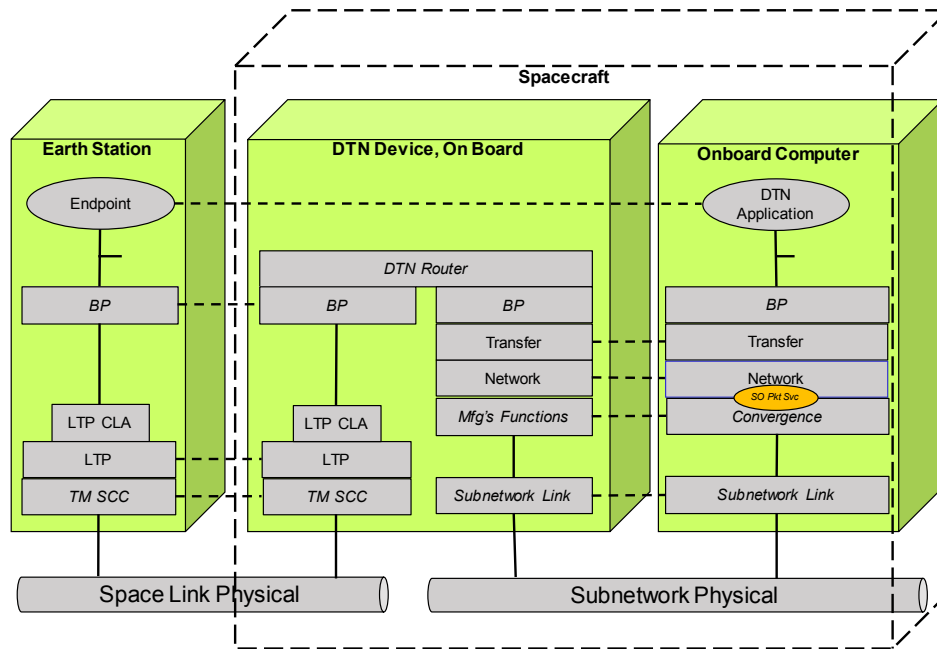 Spacecraft
Earth Station
DTN Device, On Board
Onboard Computer
Endpoint
DTN
Application
DTN Router
BP
BP
BP
BP
Transfer
Transfer
Network
Network
SO Pkt Svc
LTP CLA
LTP CLA
Mfg's Functions
Convergence
LTP
LTP
TM SCC
TM SCC
Subnetwork Link
Subnetwork Link
Space Link Physical
Subnetwork Physical